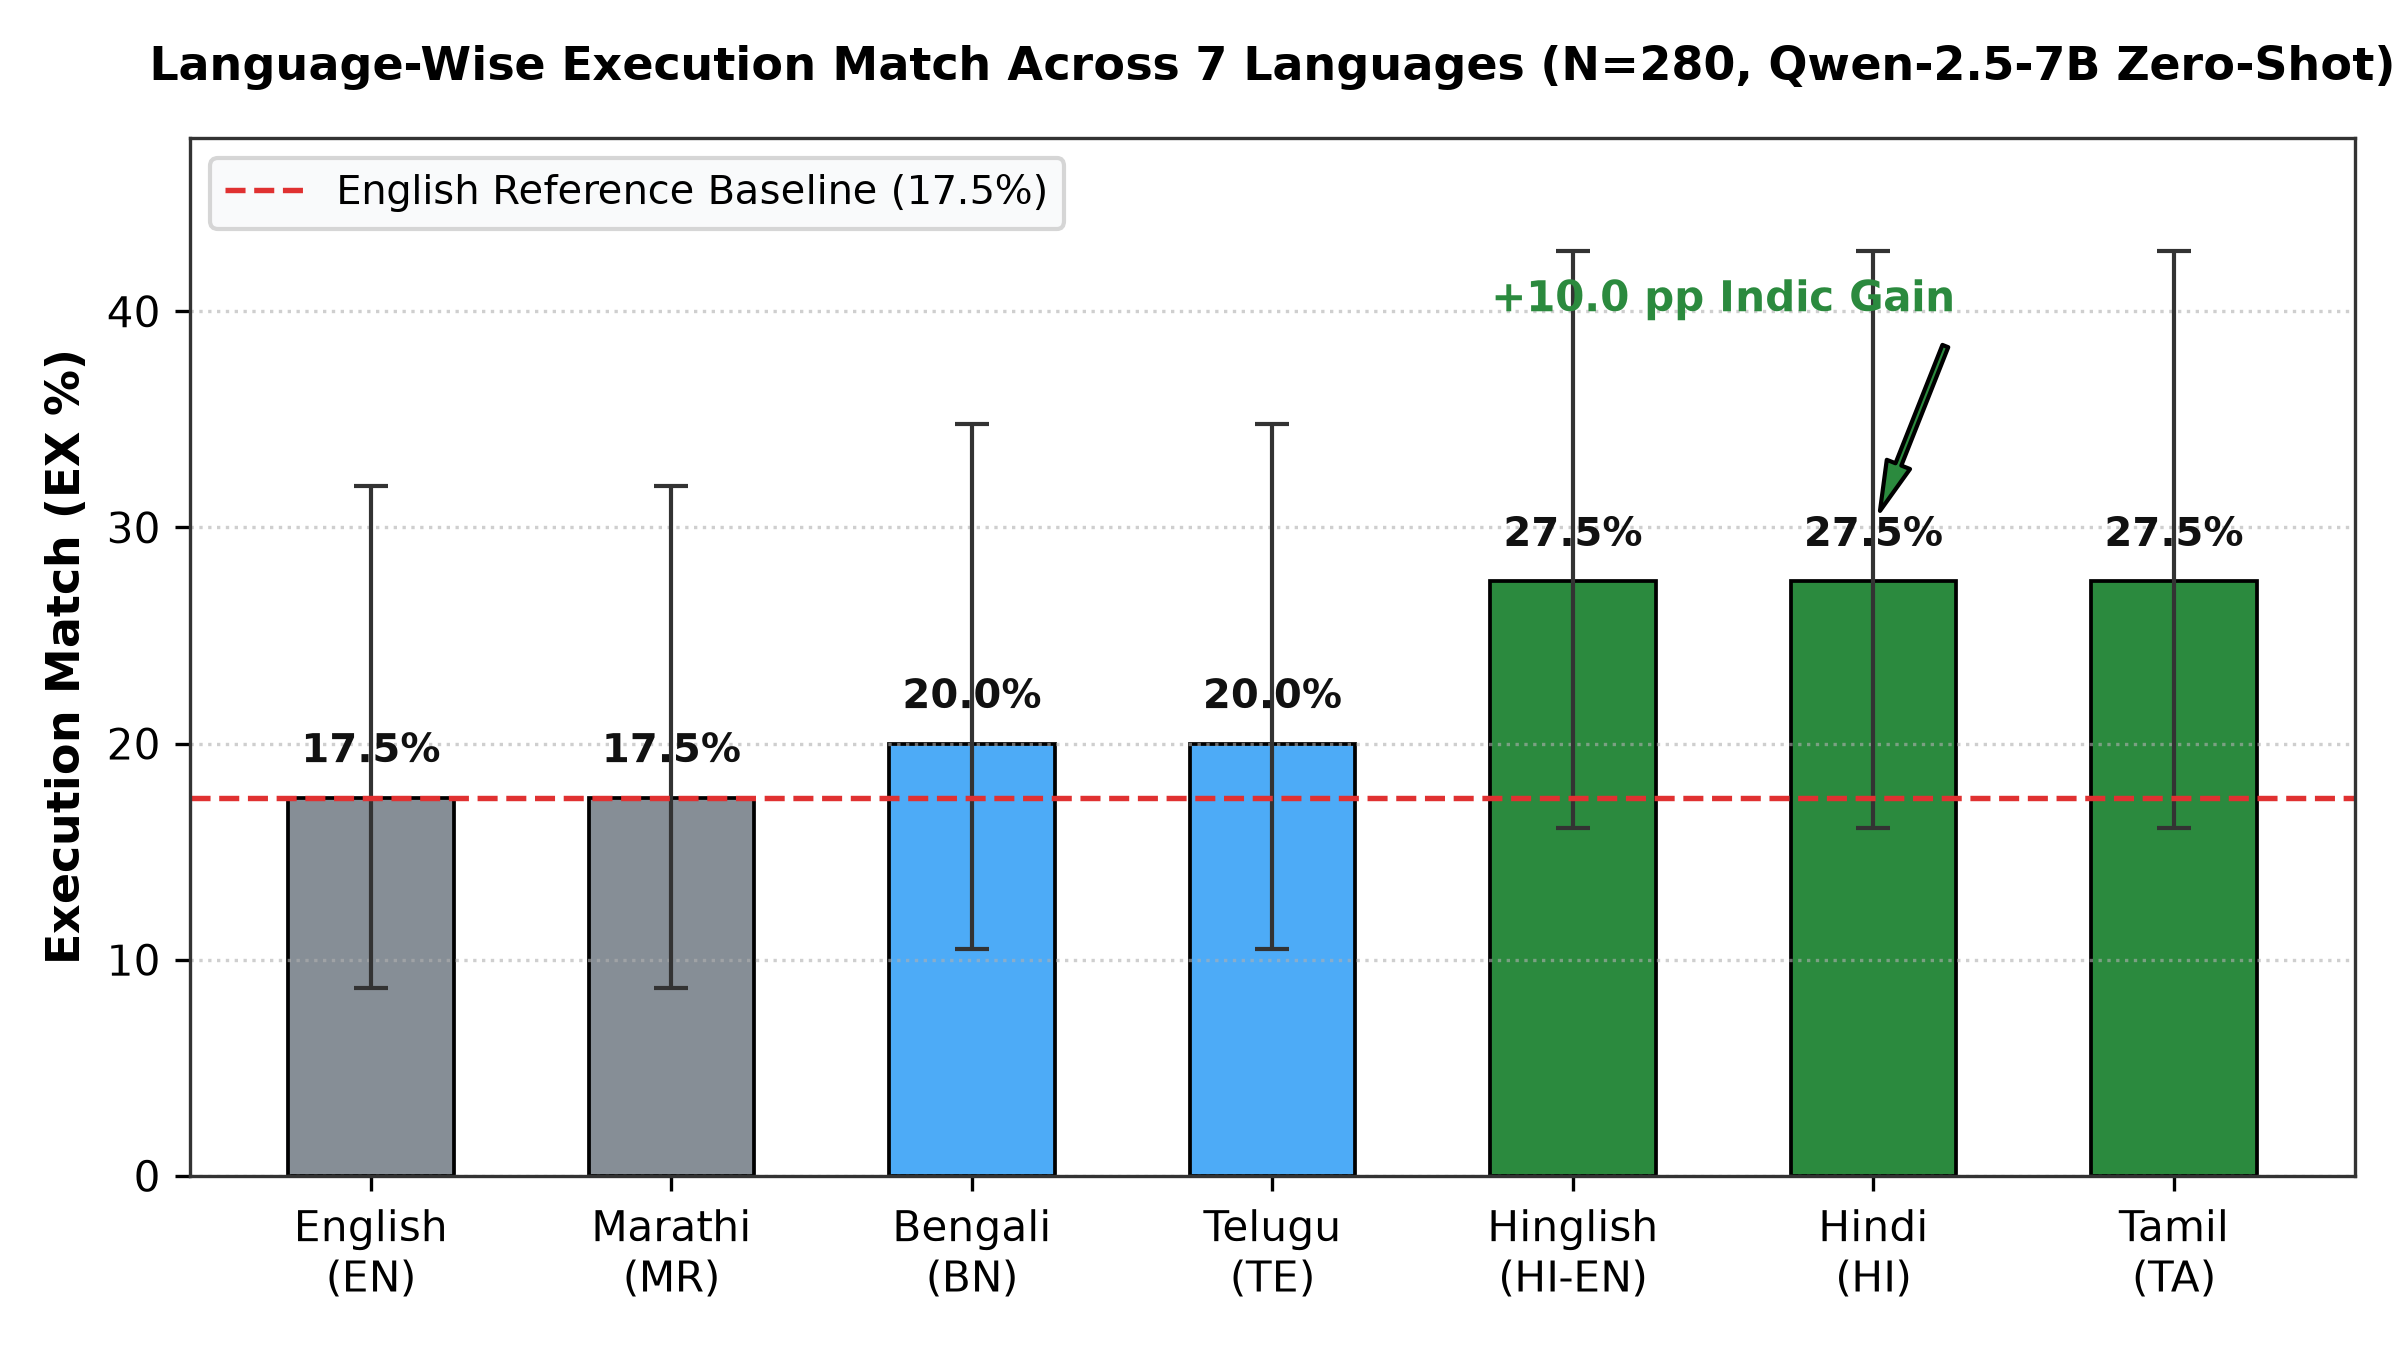 Language-Wise Execution Match Across 7 Languages (N=280, Qwen-2.5-7B Zero-Shot)
English Reference Baseline (17.5%)
Execution Match (EX %)
40
30
20
10
0
+10.0 pp Indic Gain
17.5%
17.5%
20.0%
20.0%
27.5%
27.5%
27.5%
English
(EN)
Marathi
(MR)
Bengali
(BN)
Telugu
(TE)
Hinglish
(HI-EN)
Hindi
(HI)
Tamil
(TA)